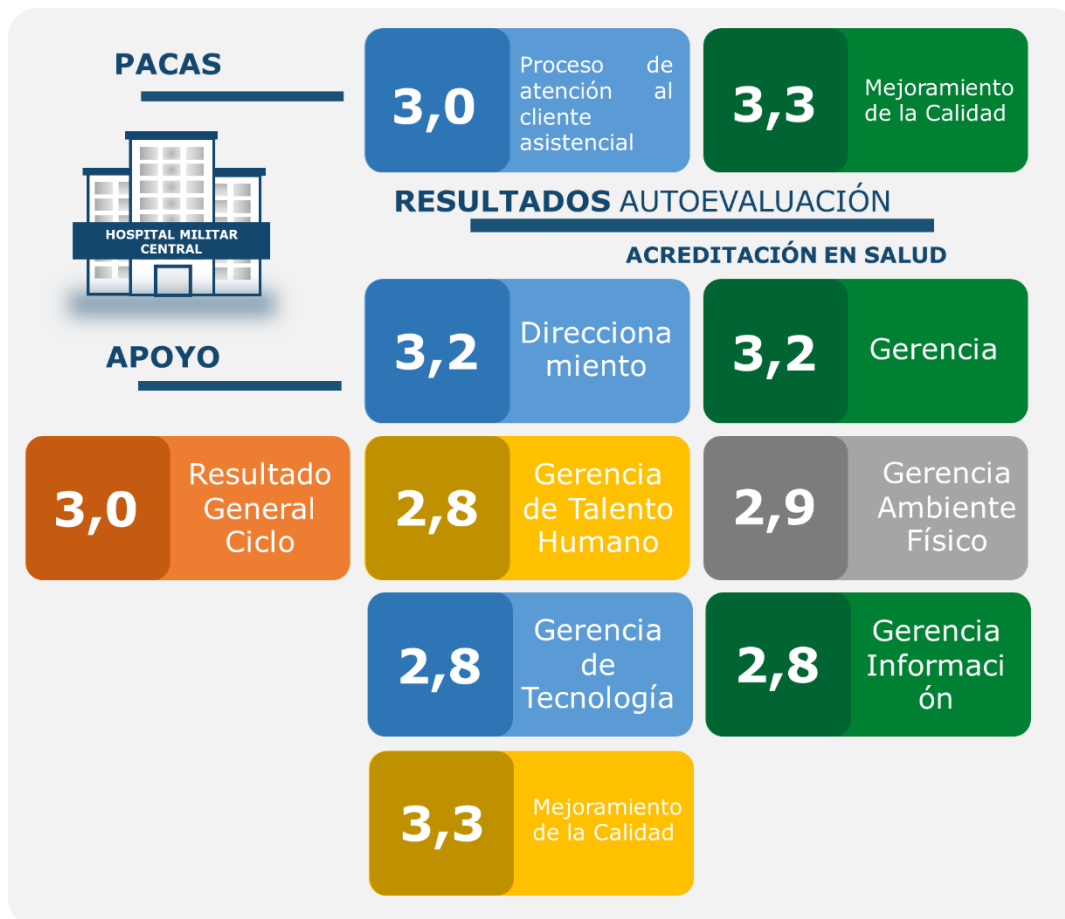 PACAS
3,0
Proceso de
atención al
cliente
asistencial
3,3
Mejoramiento
de la Calidad
RESULTADOS AUTOEVALUACIÓN
ACREDITACIÓN EN SALUD
HOSPITAL MILITAR
CENTRAL
APOYO
3,2
Direcciona
miento
3,2
Gerencia
3,0
Resultado
General
Ciclo
2,8
Gerencia
de Talento
Humano
2,9
Gerencia
Ambiente
Físico
2,8
Gerencia
de
Tecnología
2,8
Gerencia
Informaci
ón
3,3
Mejoramiento
de la Calidad